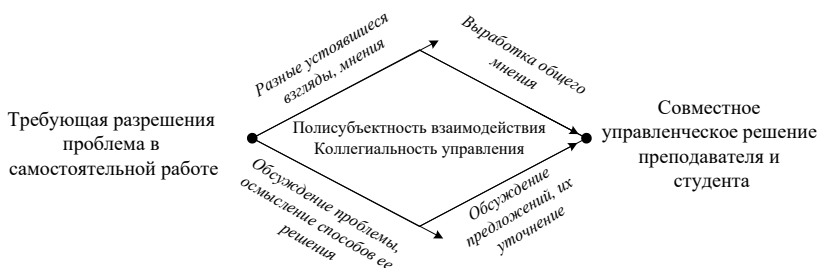 Требующая разрешения
проблема в
самостоятельной работе
Разные устоявшиеся
взгляды, мнения
Выработка общего
мнения
Полисубъектность взаимодействия
Коллегиальность управления
Обсуждение проблемы,
осмысление способов ее
решения
Обсуждение
предложений, их
уточнение
Совместное
управленческое решение
преподавателя и
студента